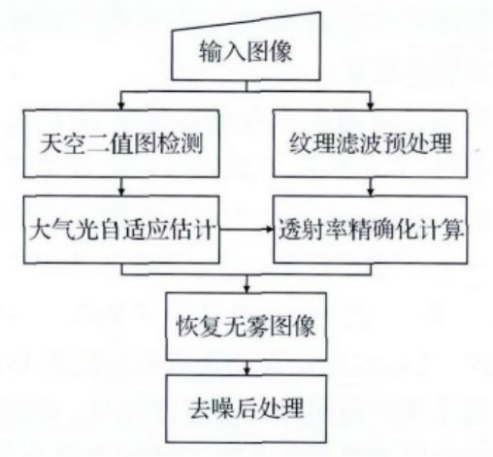 输入图像
天空二值图检测
纹理滤波预处理
大气光自适应估计
透射率精确化计算
恢复无雾图像
去噪后处理